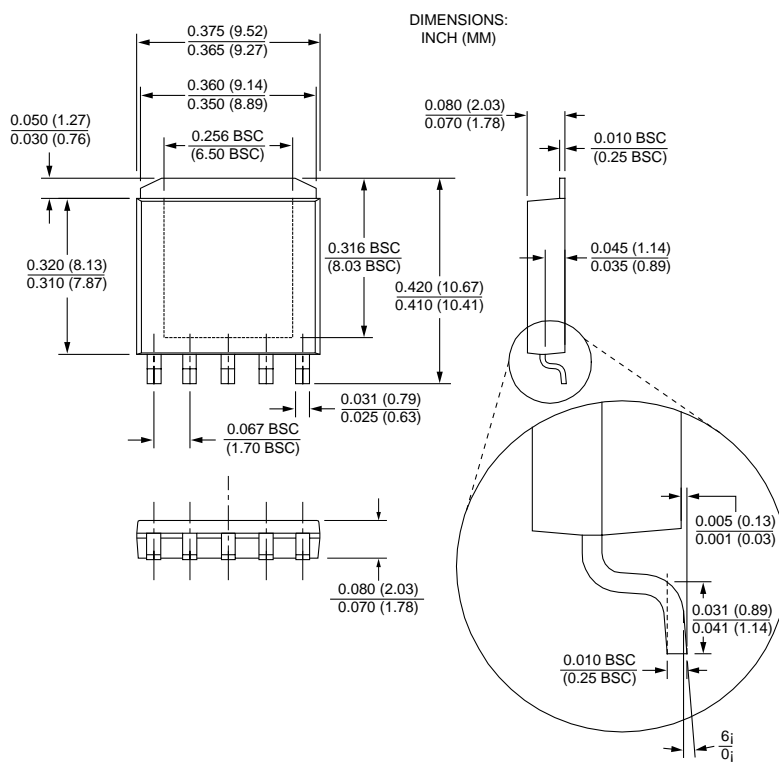 DIMENSIONS:
INCH (MM)
0.375 (9.52)
0.365 (9.27)
0.360 (9.14)
0.350 (8.89)
0.050 (1.27)
0.030 (0.76)
0.256 BSC
(6.50 BSC)
0.080 (2.03)
0.070 (1.78)
0.010 BSC
(0.25 BSC)
0.320 (8.13)
0.310 (7.87)
0.316 BSC
(8.03 BSC)
0.420 (10.67)
0.410 (10.41)
0.045 (1.14)
0.035 (0.89)
0.031 (0.79)
0.025 (0.63)
0.067 BSC
(1.70 BSC)
0.080 (2.03)
0.070 (1.78)
0.005 (0.13)
0.001 (0.03)
0.031 (0.89)
0.041 (1.14)
0.010 BSC
(0.25 BSC)
6¡
0¡